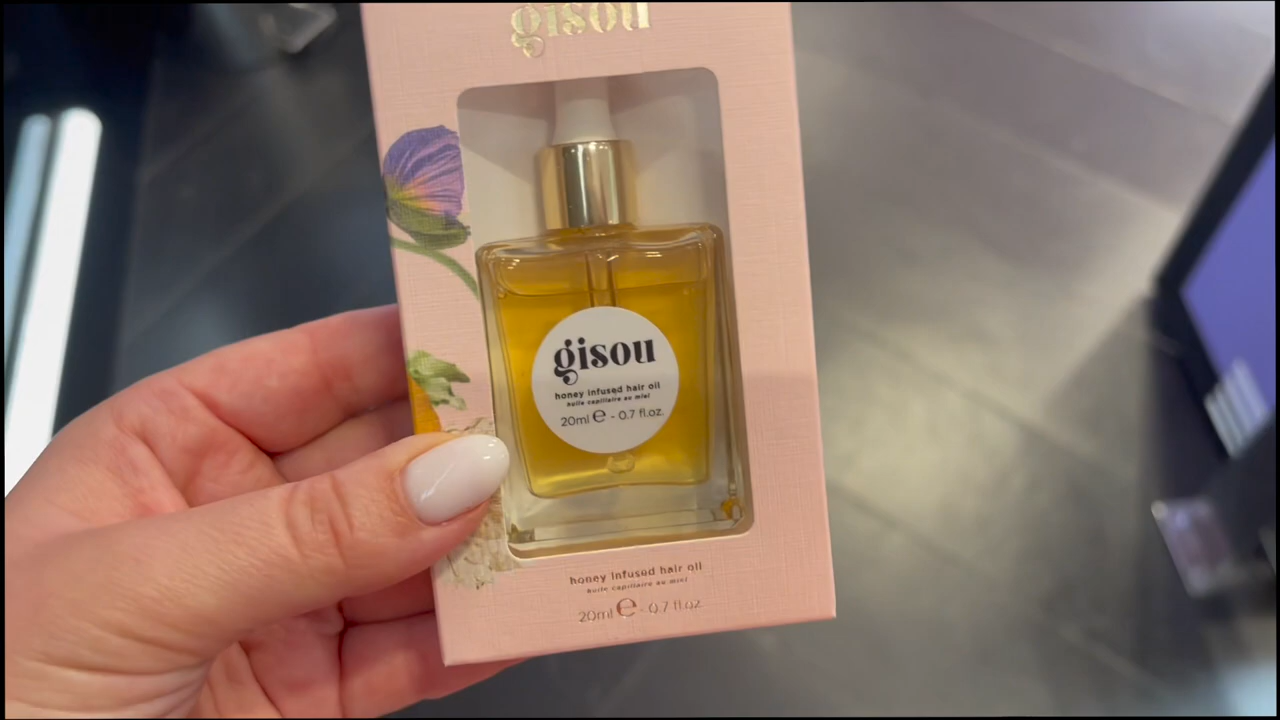 gisou
gisou
honey infused hair oil
huile capillaire au miel
20ml ℮ - 0.7 fl.oz.
honey infused hair oil
huile capillaire au miel
20ml ℮ - 0.7 fl.oz